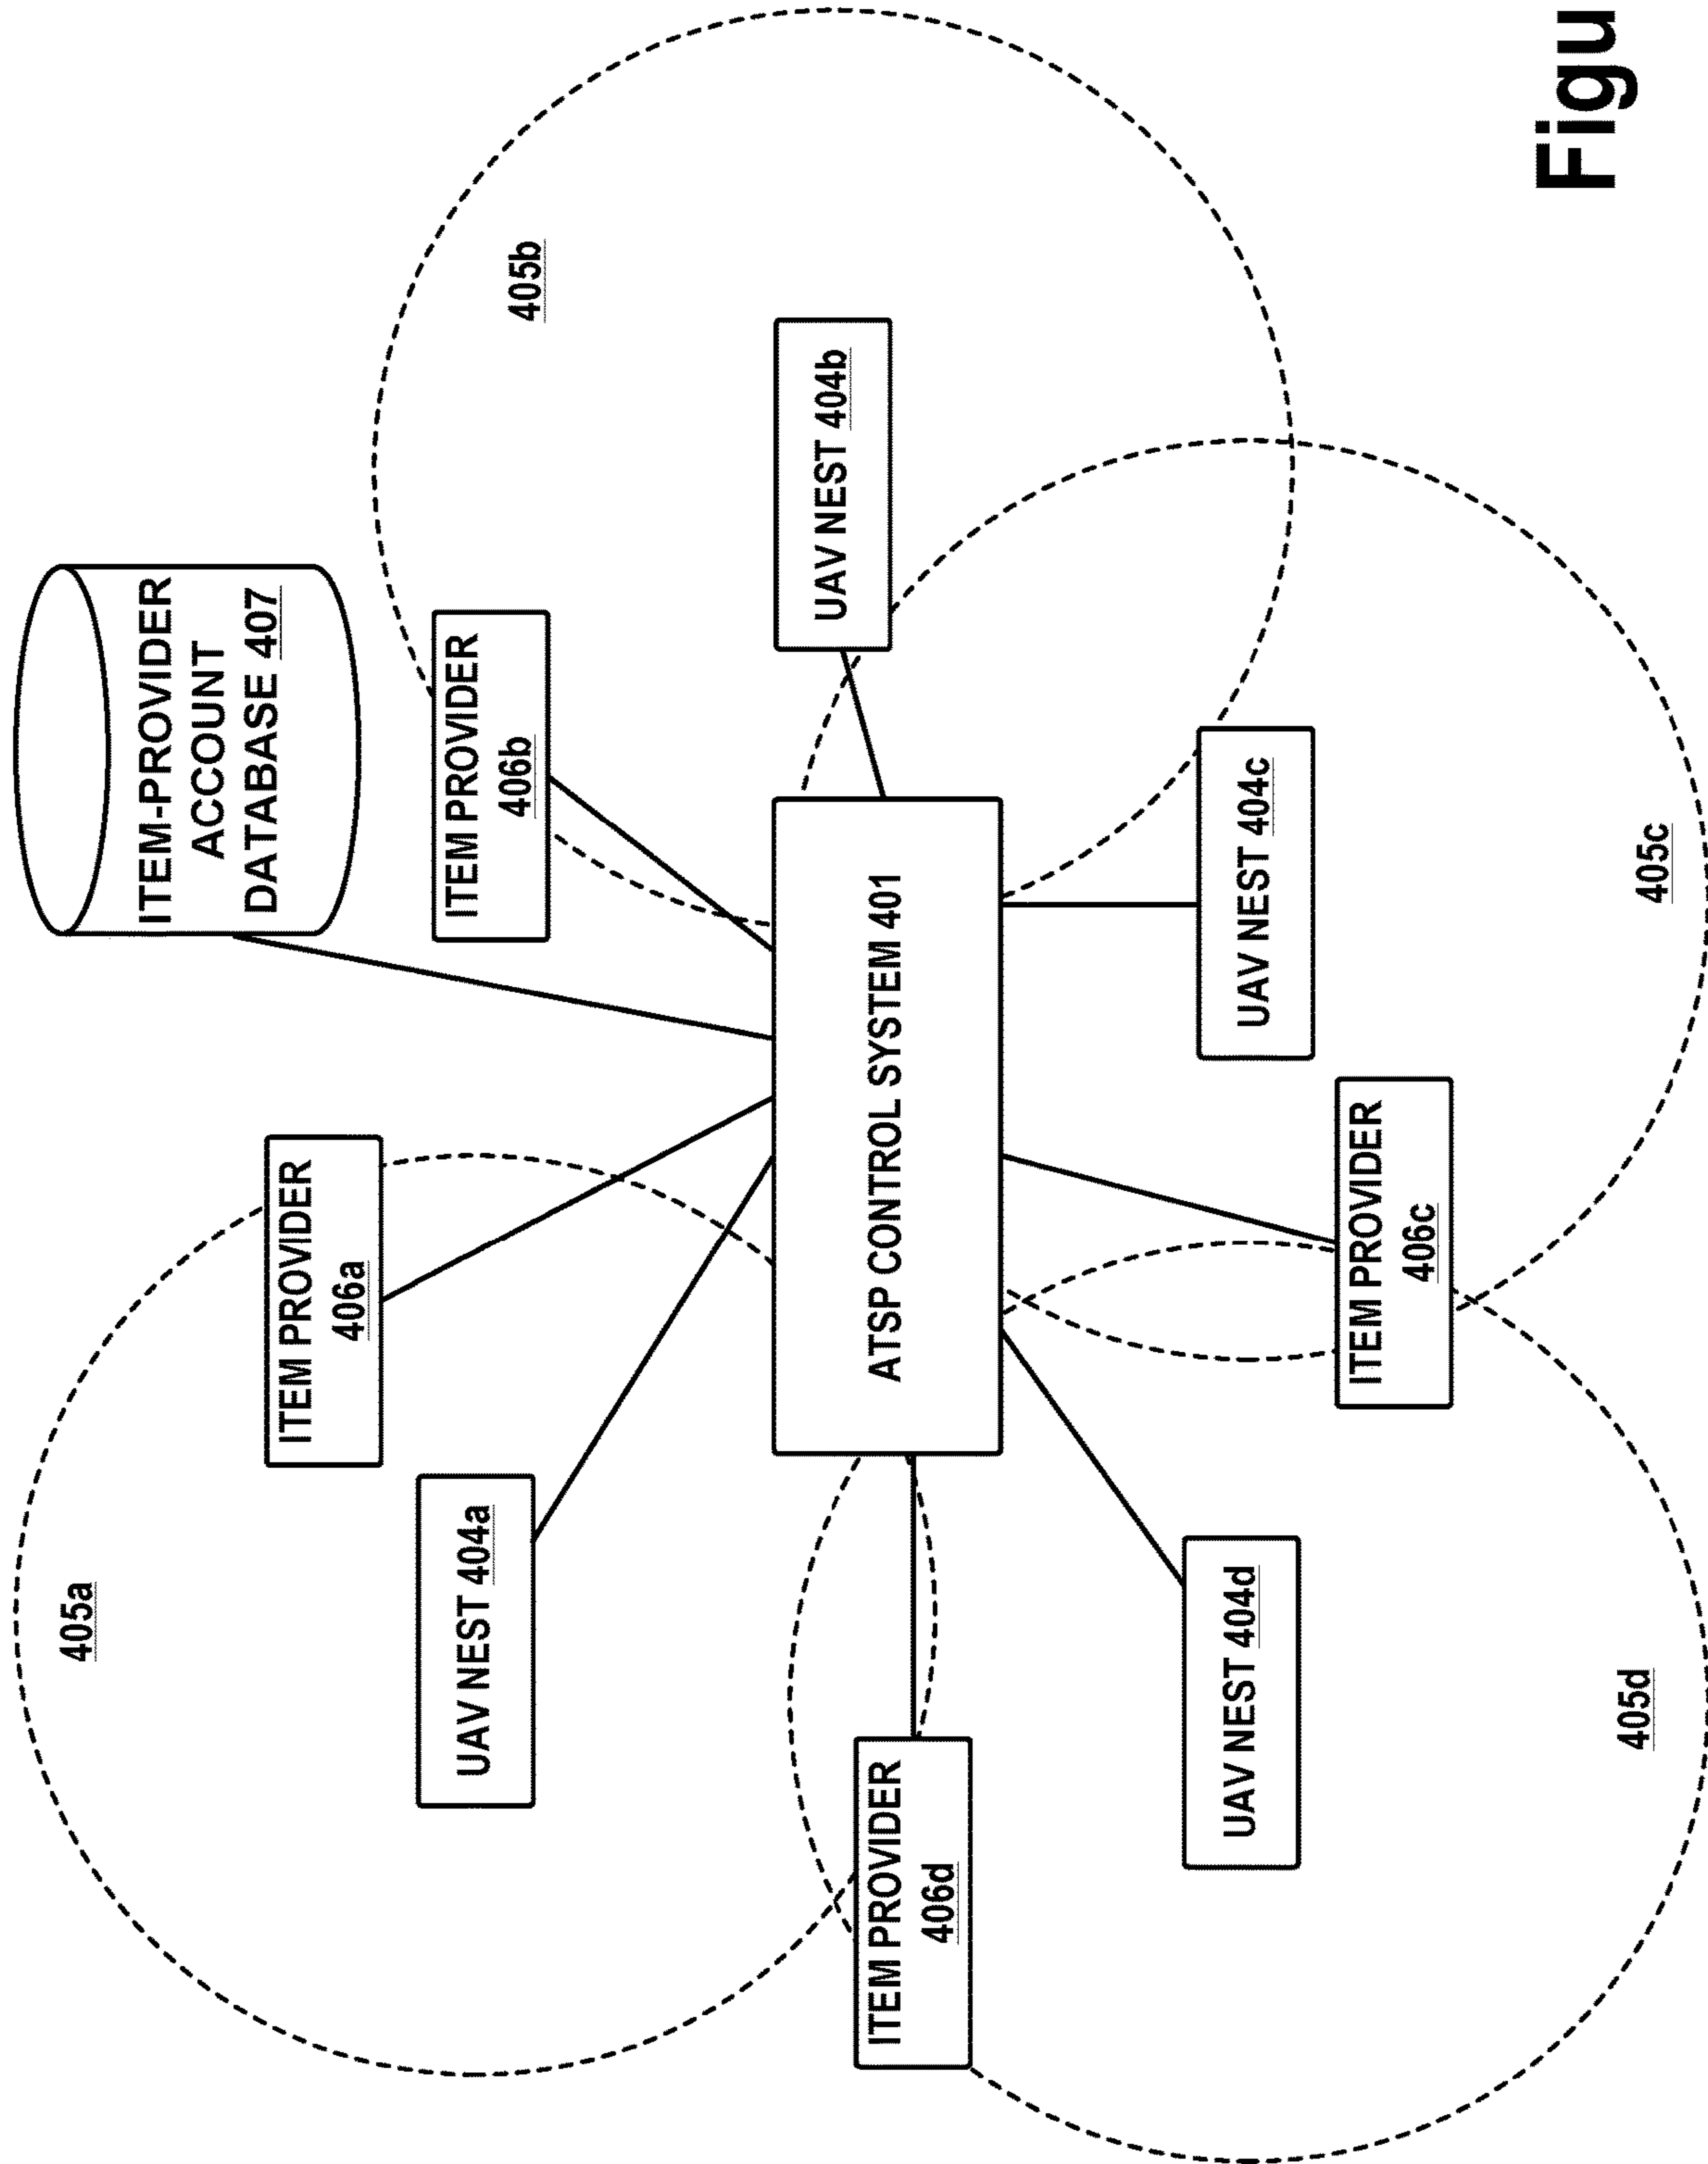 405a
ITEM PROVIDER
406a
UAV NEST 404a
ITEM-PROVIDER
ACCOUNT
DATABASE 407
ITEM PROVIDER
406b
405b
UAV NEST 404b
ATSP CONTROL SYSTEM 401
ITEM PROVIDER
406d
UAV NEST 404d
405d
ITEM PROVIDER
406c
UAV NEST 404c
405c
Figu